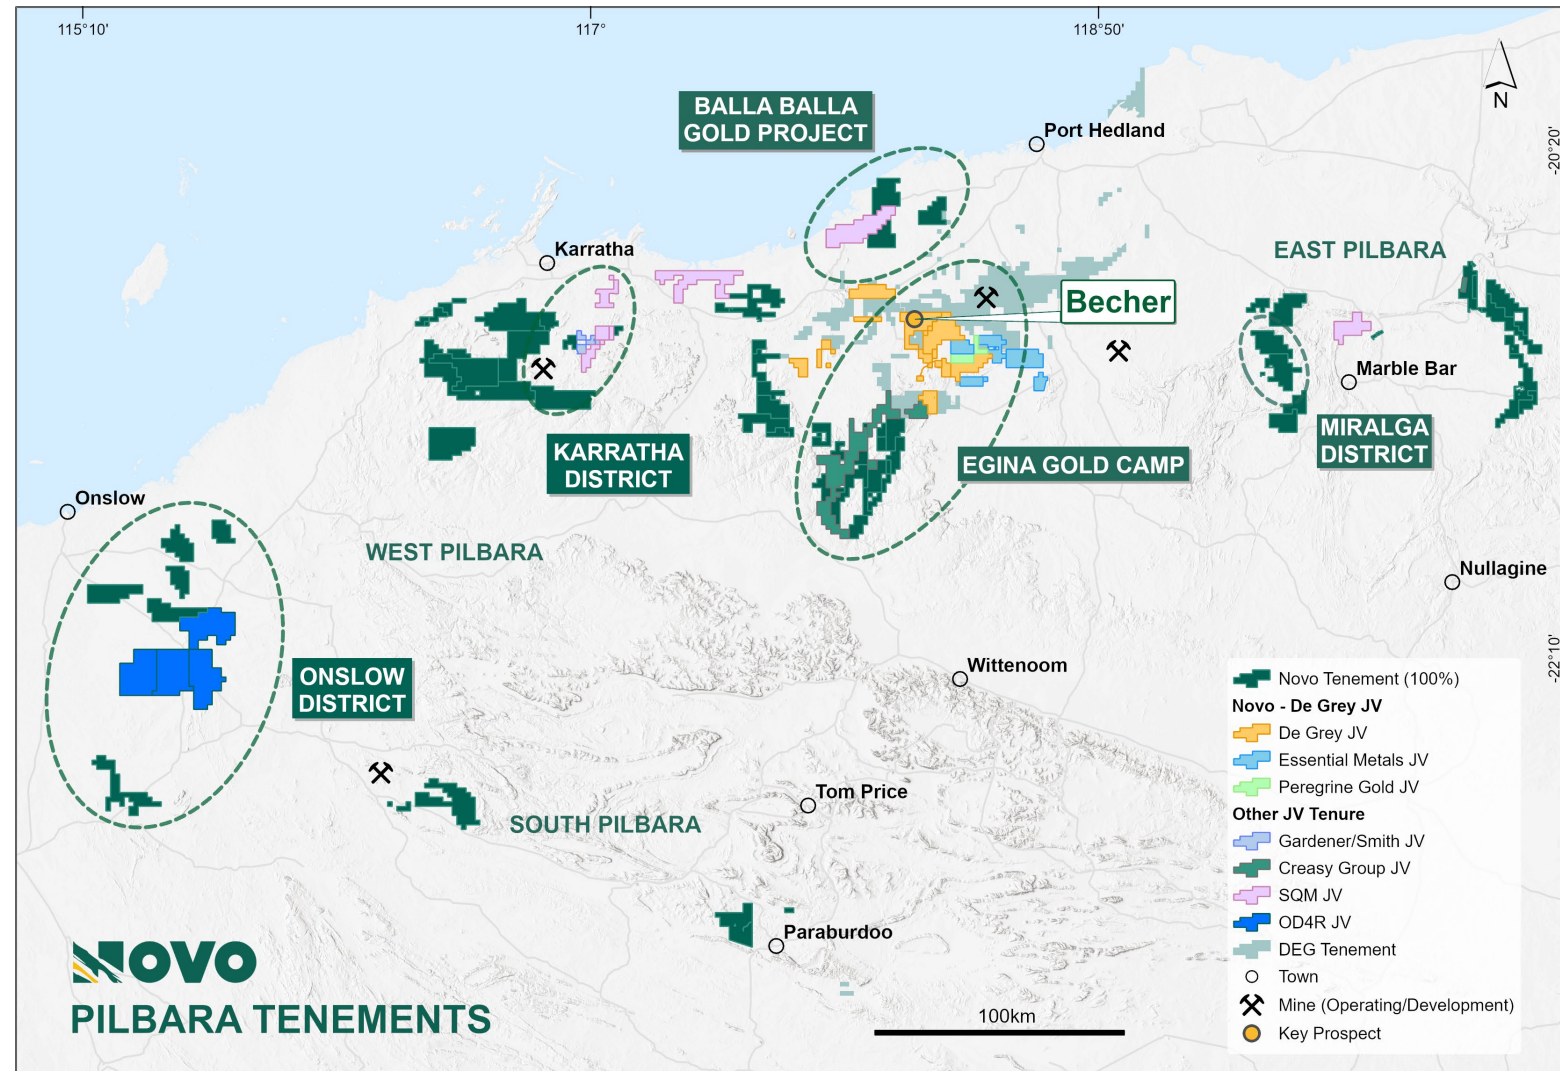 115°10'
117°
118°50'
N
BALLA BALLA
GOLD PROJECT
Port Hedland
-20°20'
Karratha
EAST PILBARA
Becher
Marble Bar
KARRATHA
DISTRICT
EGINA GOLD CAMP
MIRALGA
DISTRICT
Onslow
WEST PILBARA
Nullagine
-22°10'
Wittenoom
ONSLOW
DISTRICT
Tom Price
SOUTH PILBARA
Paraburdoo
NOVO
PILBARA TENEMENTS
100km
Novo Tenement (100%)
Novo - De Grey JV
De Grey JV
Essential Metals JV
Peregrine Gold JV
Other JV Tenure
Gardener/Smith JV
Creasy Group JV
SQM JV
OD4R JV
DEG Tenement
Town
Mine (Operating/Development)
Key Prospect